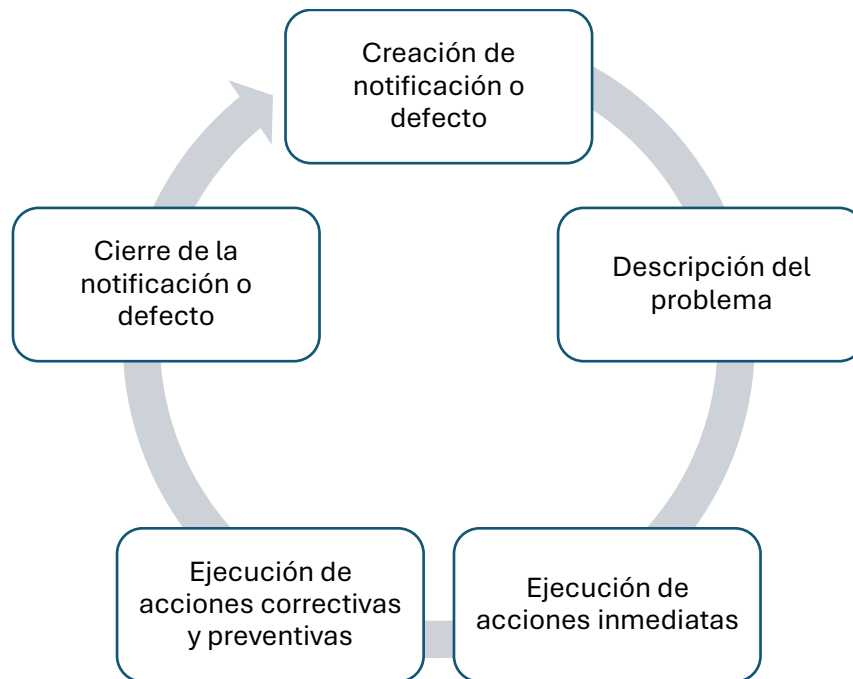 Creación de
notificación o
defecto
Descripción del
problema
Ejecución de
acciones inmediatas
Ejecución de
acciones correctivas
y preventivas
Cierre de la
notificación o
defecto